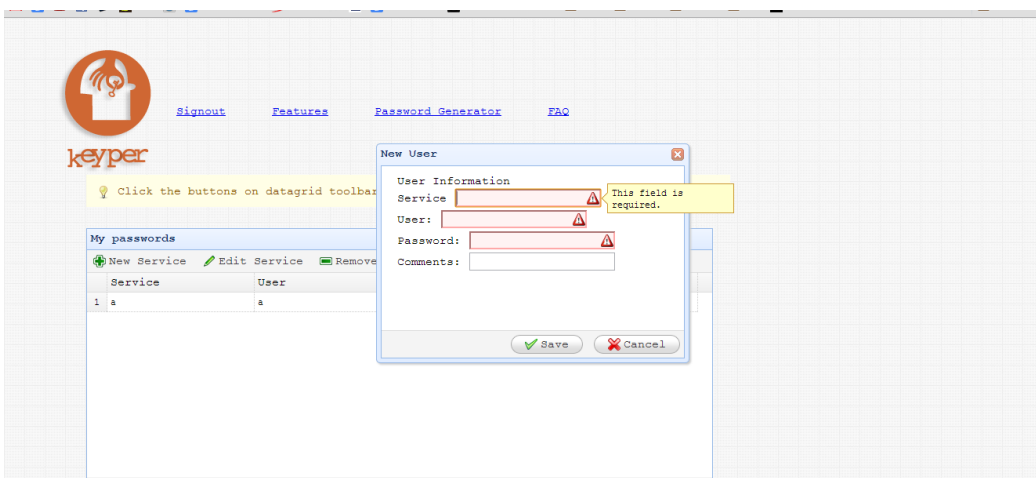 Signout Features Password Generator FAQ
keyper
Click the buttons on datagrid toolbar
My passwords
New Service Edit Service Remove
Service User
1 a a
New User
User Information
Service
This field is
required.
User:
Password:
Comments:
Save Cancel